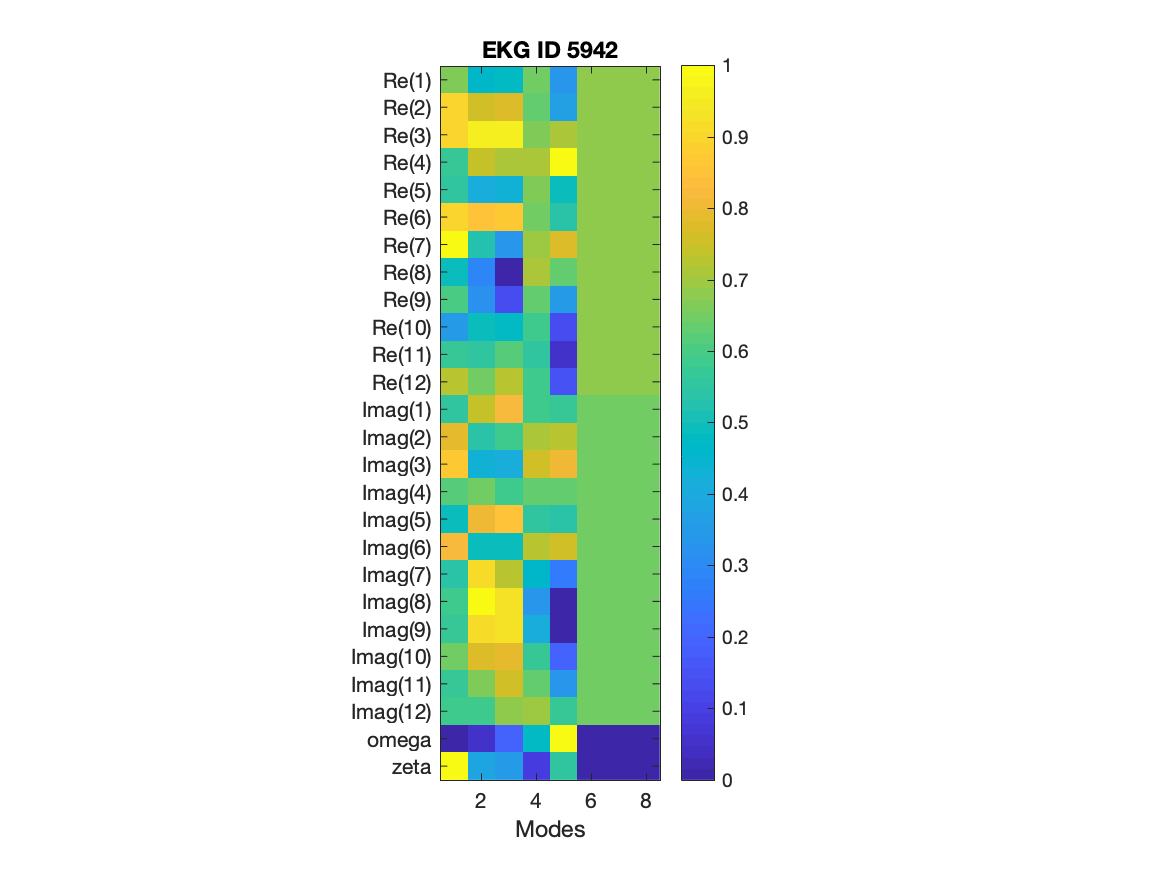 EKG ID 5942
Re(1)
Re(2)
Re(3)
Re(4)
Re(5)
Re(6)
Re(7)
Re(8)
Re(9)
Re(10)
Re(11)
Re(12)
Imag(1)
Imag(2)
Imag(3)
Imag(4)
Imag(5)
Imag(6)
Imag(7)
Imag(8)
Imag(9)
Imag(10)
Imag(11)
Imag(12)
omega
zeta
2 4 6 8
Modes
1
0.9
0.8
0.7
0.6
0.5
0.4
0.3
0.2
0.1
0